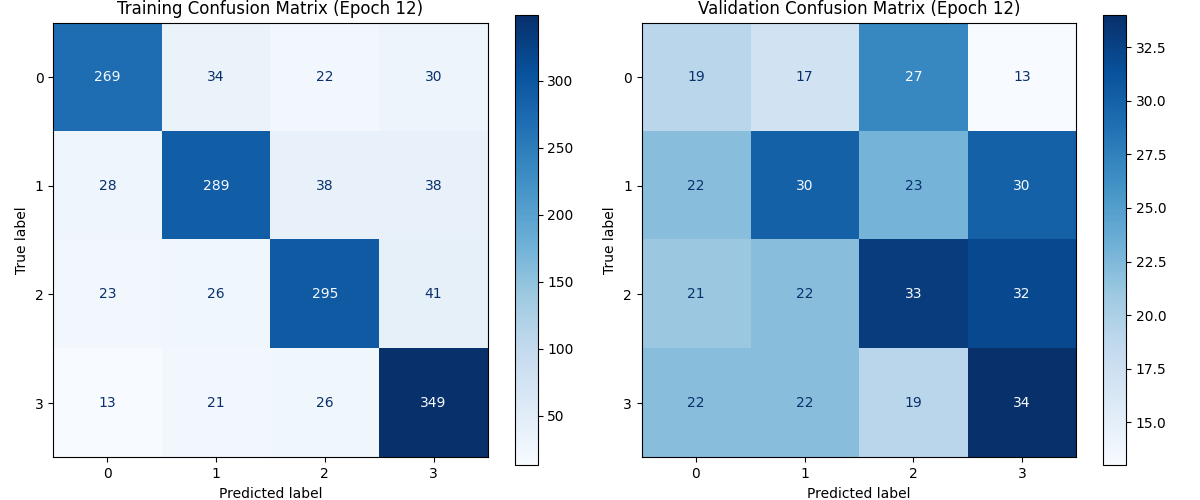 Training Confusion Matrix (Epoch 12)
True label
0
269 34 22 30
1
28 289 38 38
2
23 26 295 41
3
13 21 26 349
0 1 2 3
Predicted label
300
250
200
150
100
50
Validation Confusion Matrix (Epoch 12)
True label
0
19 17 27 13
1
22 30 23 30
2
21 22 33 32
3
22 22 19 34
0 1 2 3
Predicted label
32.5
30.0
27.5
25.0
22.5
20.0
17.5
15.0